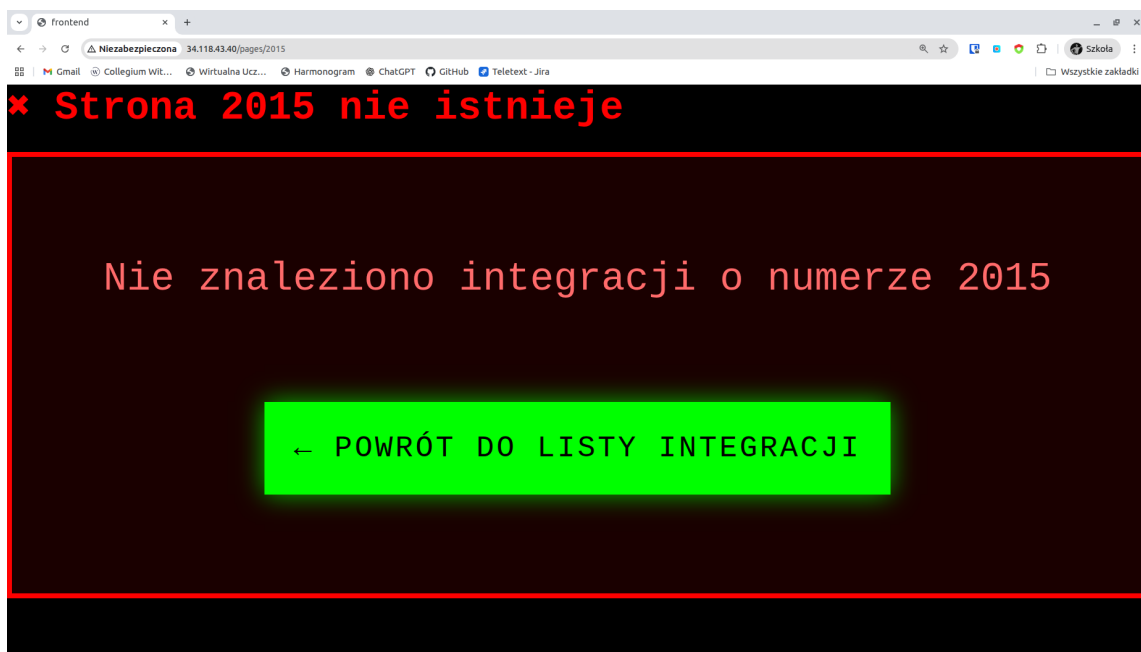 frontend
Niezabezpieczona 34.118.43.40/pages/2015 Szkoła
Gmail Collegium Wit... Wirtualna Ucz... Harmonogram ChatGPT GitHub Teletext - Jira Wszystkie zakładki
✖ Strona 2015 nie istnieje
Nie znaleziono integracji o numerze 2015
← POWRÓT DO LISTY INTEGRACJI